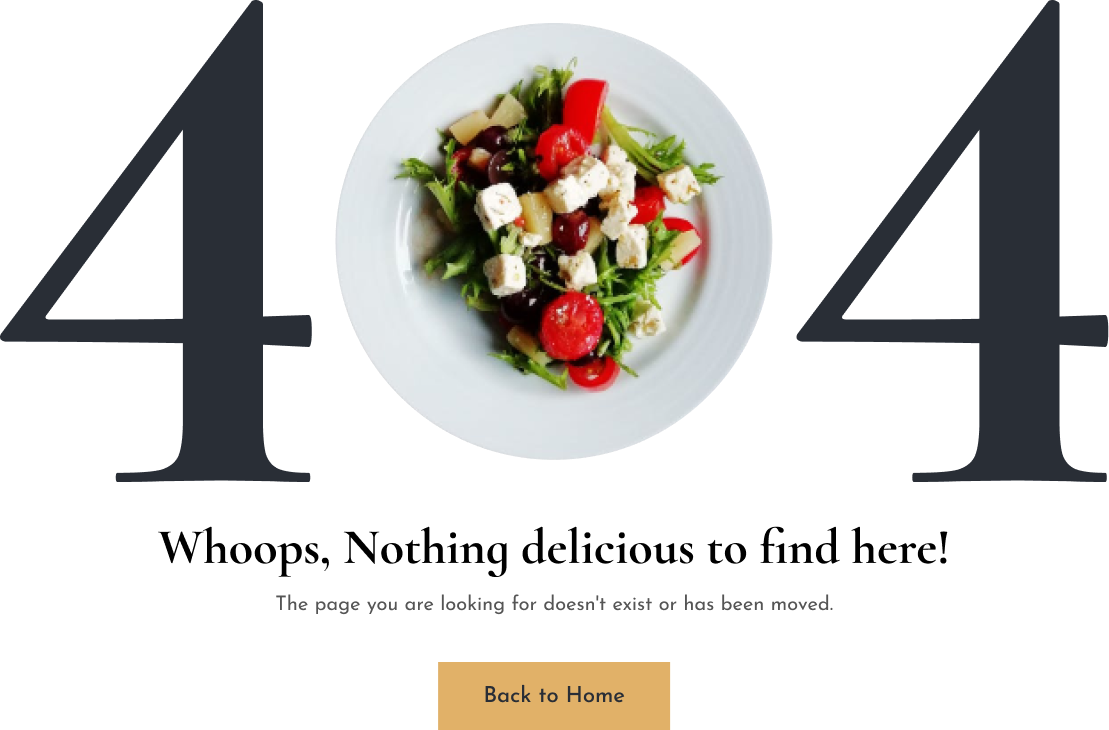 4 4
Whoops, Nothing delicious to find here!
The page you are looking for doesn't exist or has been moved.
Back to Home